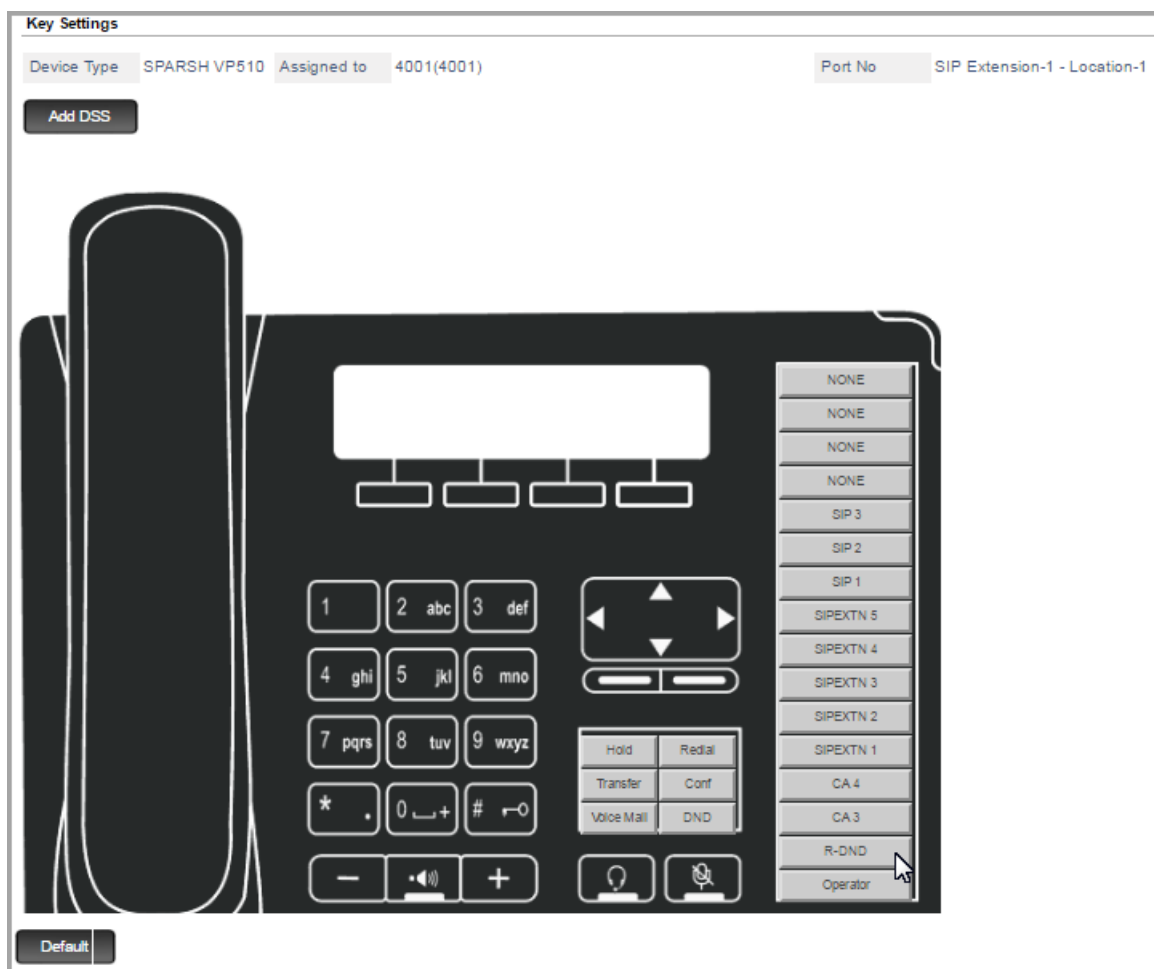 Key Settings
Device Type SPARSH VP510 Assigned to 4001(4001) Port No SIP Extension-1 - Location-1
Add DSS
NONE
NONE
NONE
NONE
SIP 3
SIP 2
SIP 1
SIPEXTN 5
SIPEXTN 4
SIPEXTN 3
SIPEXTN 2
SIPEXTN 1
CA 4
CA 3
R-DND
Operator
1 2 abc 3 def
4 ghi 5 jkl 6 mno
7 pqrs 8 tuv 9 wxyz
* . 0 + #
- +
Hold Redial
Transfer Conf
Voice Mail DND
Default